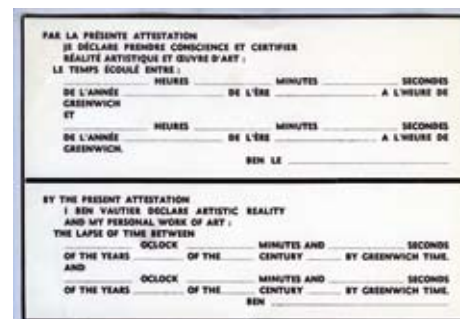 PAR LA PRÉSENTE ATTESTATION
JE DÉCLARE PRENDRE CONSCIENCE ET CERTIFIER
RÉALITÉ ARTISTIQUE ET ŒUVRE D'ART :
LE TEMPS ÉCOULÉ ENTRE :
HEURES MINUTES SECONDES
DE L'ANNÉE DE L'ÈRE A L'HEURE DE
GREENWICH
ET
HEURES MINUTES SECONDES
DE L'ANNÉE DE L'ÈRE A L'HEURE DE
GREENWICH.
BEN LE
BY THE PRESENT ATTESTATION
I BEN VAUTIER DECLARE ARTISTIC REALITY
AND MY PERSONAL WORK OF ART :
THE LAPSE OF TIME BETWEEN
OCLOCK MINUTES AND SECONDS
OF THE YEARS OF THE CENTURY BY GREENWICH TIME.
AND
OCLOCK MINUTES AND SECONDS
OF THE YEARS OF THE CENTURY BY GREENWICH TIME.
BEN